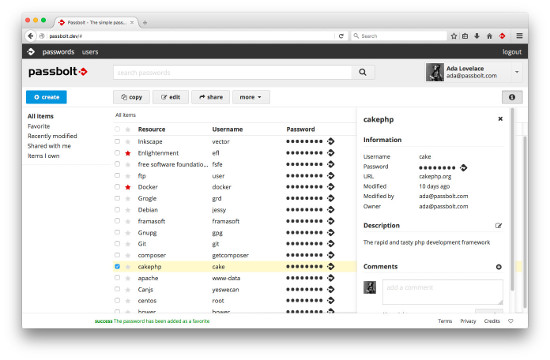 Passbolt - The simple pass...
passbolt.dev/#
Search
passwords users
logout
passbolt
search passwords
Ada Lovelace
ada@passbolt.com
create
copy edit share more
All items
Favorite
Recently modified
Shared with me
Items I own
All items
Resource Username Password
Inkscape vector
Enlightenment efl
free software foundatio... fsfe
ftp user
Docker docker
Grogle grd
Debian jessy
framasoft framasoft
Gnupg gpg
Git git
composer getcomposer
cakephp cake
apache www-data
Canjs yeswecan
centos root
bower bower
cakephp
Information
Username cake
Password
URL cakephp.org
Modified 10 days ago
Modified by ada@passbolt.com
Owner ada@passbolt.com
Description
The rapid and tasty php development framework
Comments
add a comment
success The password has been added as a favorite
Terms Privacy Credits